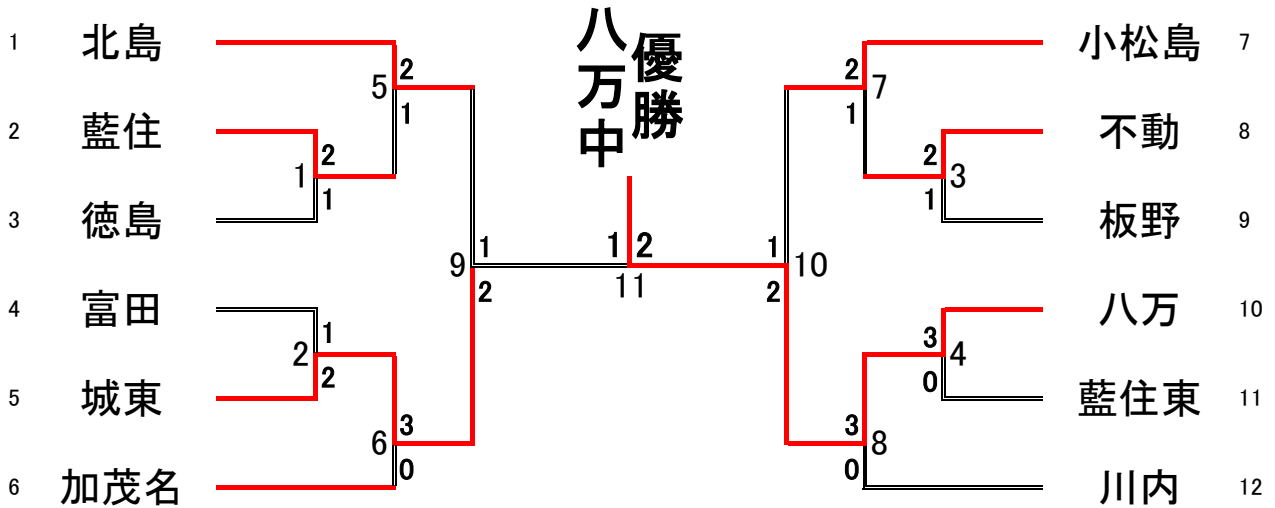 優勝
八万中
1 北島
2 藍住
3 徳島
4 富田
5 城東
6 加茂名
小松島 7
不動 8
板野 9
八万 10
藍住東 11
川内 12
1 2 1
2 1 2
3 2 1
4 3 0
5 2 1
6 3 0
7 2 1
8 3 0
9 1 2
10 1 2
11 1 2